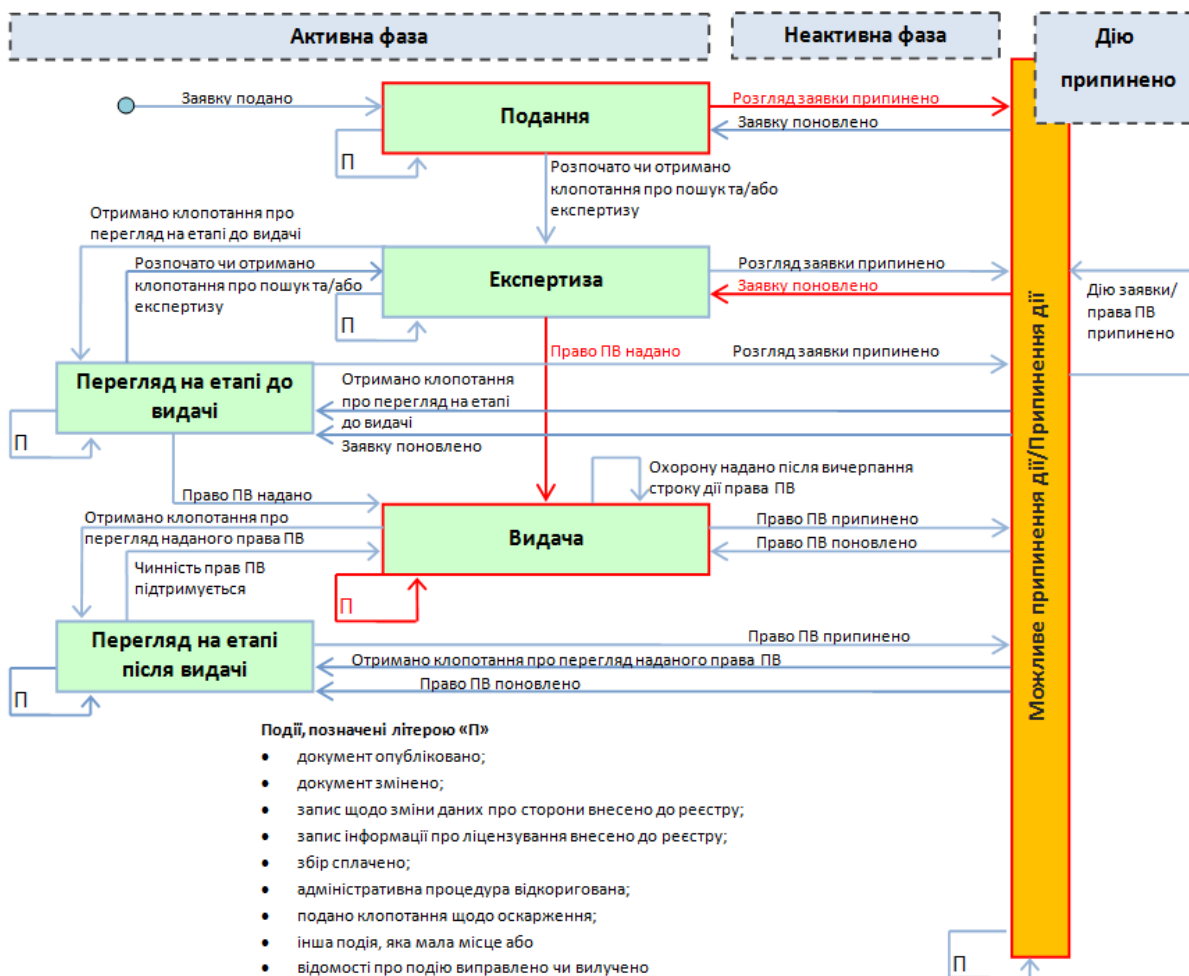 Активна фаза
Неактивна фаза
Дію
припинено
Заявку подано
Подання
Розгляд заявки припинено
Заявку поновлено
П
Розпочато чи отримано
клопотання про пошук та/або
експертизу
Отримано клопотання про
перегляд на етапі до видачі
Розпочато чи отримано
клопотання про пошук та/або
експертизу
Експертиза
Розгляд заявки припинено
Заявку поновлено
П
Дію заявки/
права ПВ
припинено
Право ПВ надано
Розгляд заявки припинено
Перегляд на етапі до
видачі
Отримано клопотання
про перегляд на етапі
до видачі
Заявку поновлено
П
Можливе припинення дії/Припинення дії
Право ПВ надано
Охорону надано після вичерпання
строку дії права ПВ
Отримано клопотання про
перегляд наданого права ПВ
Видача
Право ПВ припинено
Право ПВ поновлено
Чинність прав ПВ
підтримується
П
Перегляд на етапі
після видачі
Право ПВ припинено
Отримано клопотання про перегляд наданого права ПВ
Право ПВ поновлено
П
Події, позначені літерою «П»
● документ опубліковано;
● документ змінено;
● запис щодо зміни даних про сторони внесено до реєстру;
● запис інформації про ліцензування внесено до реєстру;
● збір сплачено;
● адміністративна процедура відкоригована;
● подано клопотання щодо оскарження;
● інша подія, яка мала місце або
● відомості про подію виправлено чи вилучено
П